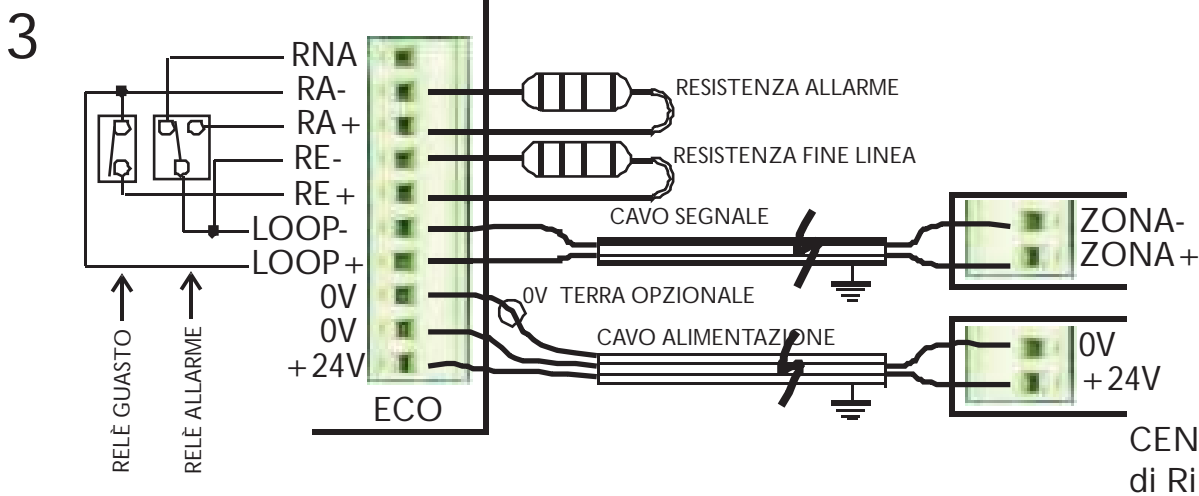 3
RNA
RA-
RA+
RE-
RE+
LOOP-
LOOP+
0V
0V
+24V
ECO
RELÈ GUASTO
RELÈ ALLARME
RESISTENZA ALLARME
RESISTENZA FINE LINEA
CAVO SEGNALE
0V TERRA OPZIONALE
CAVO ALIMENTAZIONE
ZONA-
ZONA+
0V
+24V
CEN
di Ri